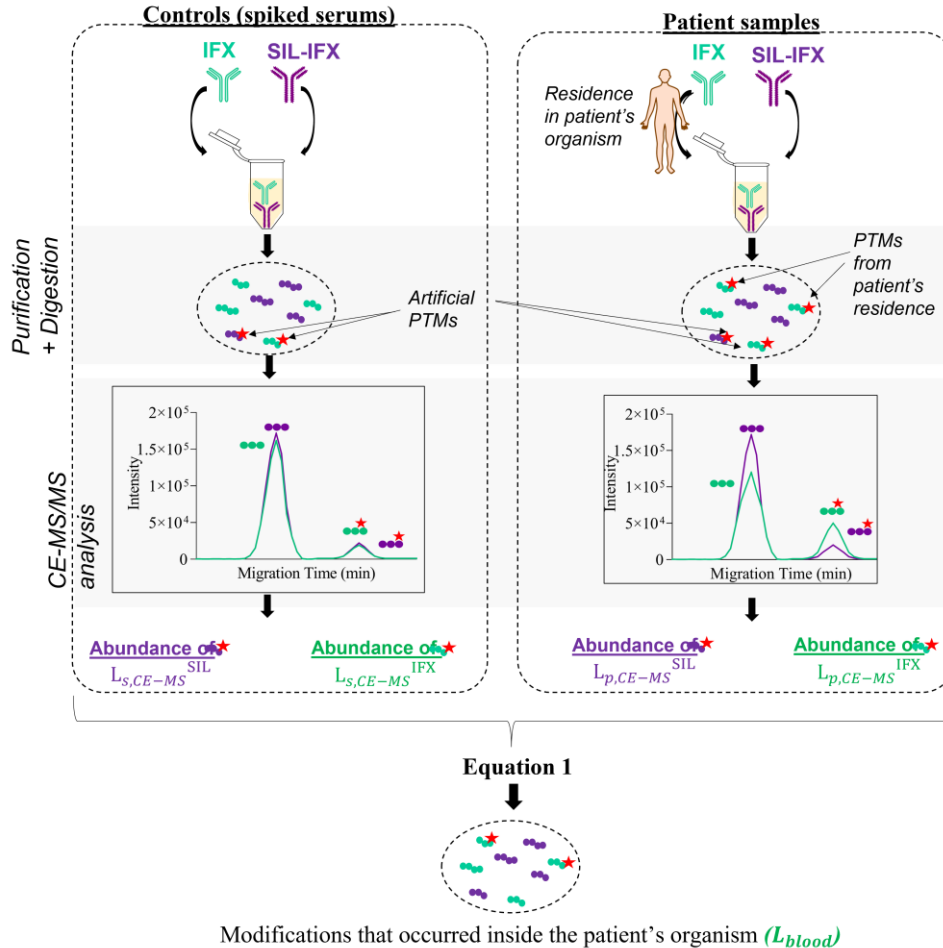 Controls (spiked serums)
IFX SIL-IFX
Patient samples
IFX SIL-IFX
Residence
in patient's
organism
Purification
+ Digestion
Artificial
PTMs
PTMs
from
patient's
residence
CE-MS/MS
analysis
2×10⁵
1.5×10⁵
1×10⁵
5×10⁴
0
Intensity
Migration Time (min)
2×10⁵
1.5×10⁵
1×10⁵
5×10⁴
0
Intensity
Migration Time (min)
Abundance of
L_{s,CE−MS}^{SIL}
Abundance of
L_{s,CE−MS}^{IFX}
Abundance of
L_{p,CE−MS}^{SIL}
Abundance of
L_{p,CE−MS}^{IFX}
Equation 1
Modifications that occurred inside the patient's organism (L_{blood})